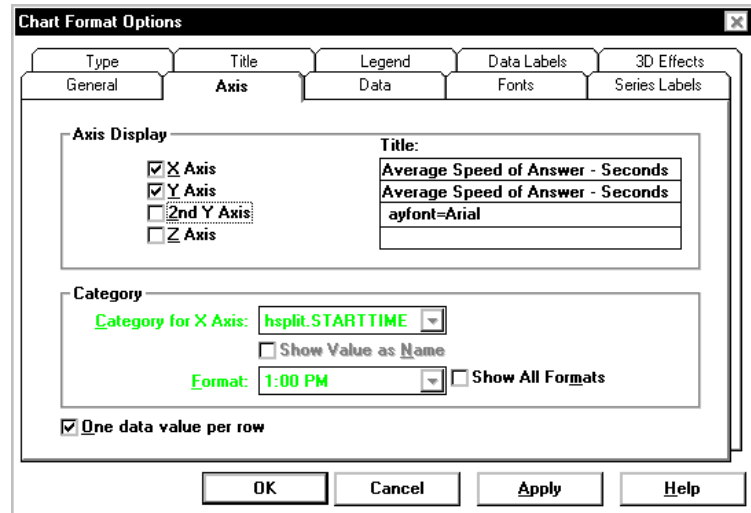 Chart Format Options
Type Title Legend Data Labels 3D Effects
General Axis Data Fonts Series Labels
Axis Display
Title:
X Axis Average Speed of Answer - Seconds
Y Axis Average Speed of Answer - Seconds
2nd Y Axis ayfont=Arial
Z Axis
Category
Category for X Axis: hsplit.STARTTIME
Show Value as Name
Format: 1:00 PM Show All Formats
One data value per row
OK Cancel Apply Help